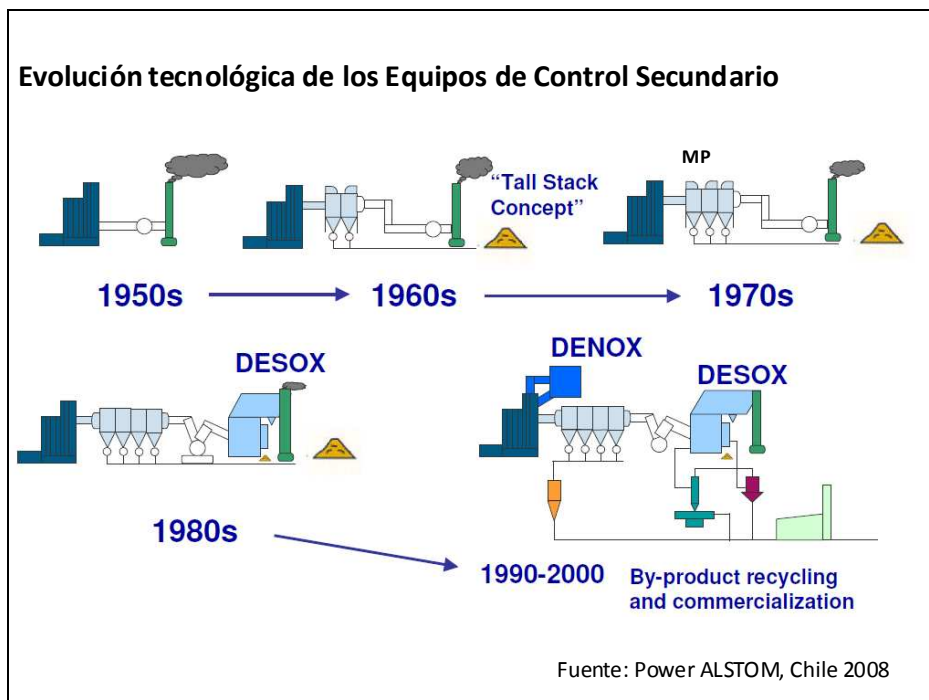 Evolución tecnológica de los Equipos de Control Secundario
MP
“Tall Stack
Concept”
1950s
1960s
1970s
DESOX
DENOX
DESOX
1980s
1990-2000
By-product recycling
and commercialization
Fuente: Power ALSTOM, Chile 2008